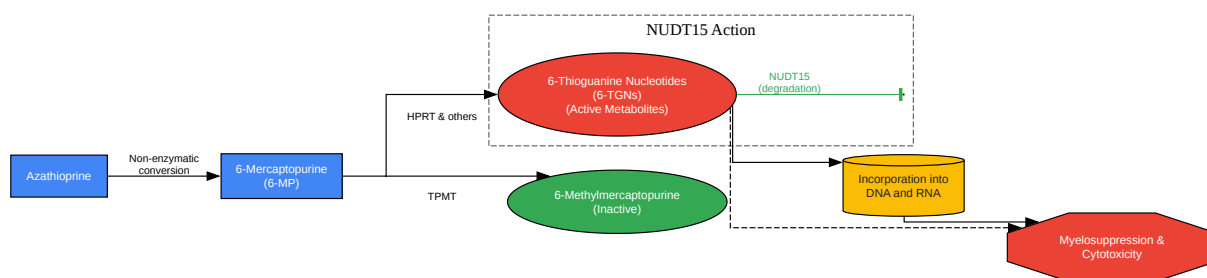 NUDT15 Action
6-Thioguanine Nucleotides
(6-TGNs)
(Active Metabolites)
NUDT15
(degradation)
HPRT & others
Azathioprine
Non-enzymatic
conversion
6-Mercaptopurine
(6-MP)
TPMT
6-Methylmercaptopurine
(Inactive)
Incorporation into
DNA and RNA
Myelosuppression &
Cytotoxicity